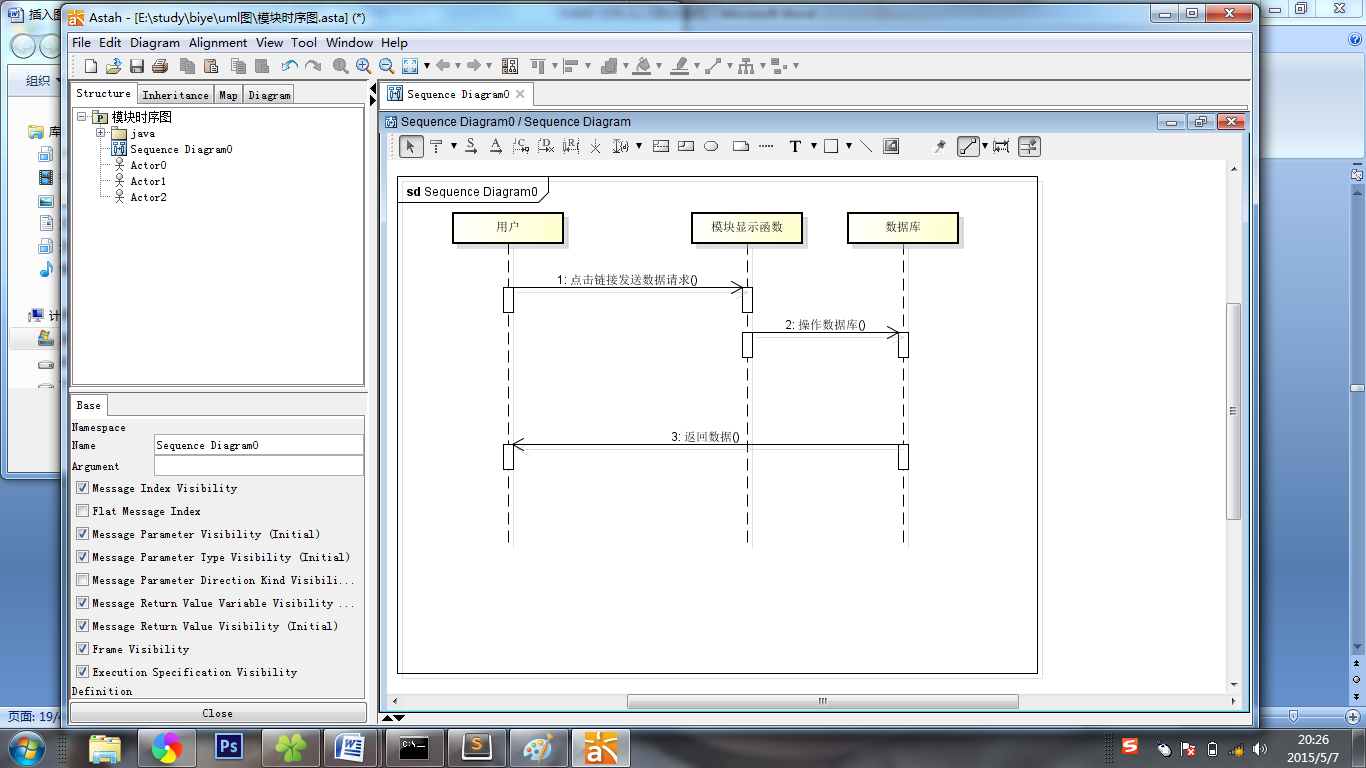 插入图
Astah - [E:\study\biye\uml图\模块时序图.asta] (*)
File Edit Diagram Alignment View Tool Window Help
组织
Structure Inheritance Map Diagram
Sequence Diagram0
模块时序图
java
Sequence Diagram0
Actor0
Actor1
Actor2
库
计
Sequence Diagram0 / Sequence Diagram
sd Sequence Diagram0
用户
模块显示函数
数据库
1: 点击链接发送数据请求()
2: 操作数据库()
3: 返回数据()
Base
Namespace
Name Sequence Diagram0
Argument
Message Index Visibility
Flat Message Index
Message Parameter Visibility (Initial)
Message Parameter Type Visibility (Initial)
Message Parameter Direction Kind Visibili...
Message Return Value Variable Visibility ...
Message Return Value Visibility (Initial)
Frame Visibility
Execution Specification Visibility
Definition
Close
页面: 19/
Ps
20:26
2015/5/7